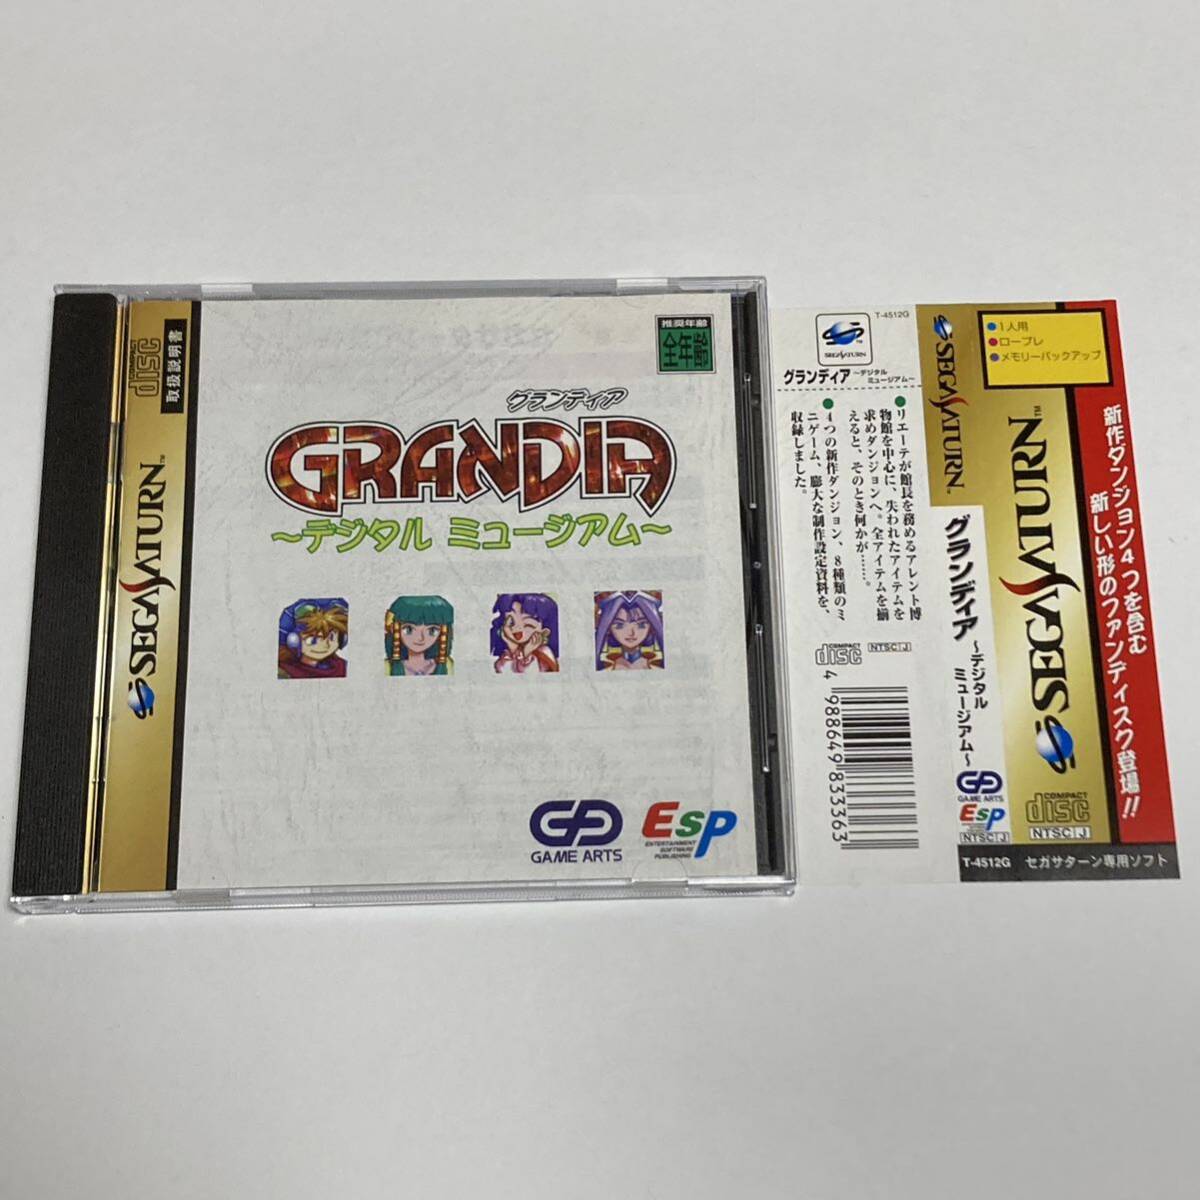 COMPACT
disc
取扱説明書
SEGA SATURN™
推奨年齢
全年齢
グランディア
GRANDIA
～デジタル ミュージアム～
GAME ARTS
ESP
ENTERTAINMENT
SOFTWARE
PUBLISHING
T-4512G
SEGA SATURN™
グランディア ～デジタル
ミュージアム～
●リエーテが館長を務めるアレント博
物館を中心に、失われたアイテムを
求めダンジョンへ。全アイテムを揃
えると、そのとき何かが……。
●4つの新作ダンジョン、8種類のミ
ニゲーム、膨大な制作設定資料を、
収録しました。
COMPACT
disc
NTSC J
4988649833363
SEGA SATURN™
グランディア ～デジタル
ミュージアム～
GAME ARTS
ESP
NTSC J
●1人用
●ロープレ
●メモリーバックアップ
SEGA SATURN™
COMPACT
disc
NTSC J
新作ダンジョン4つを含む
新しい形のファンディスク登場!!
T-4512G セガサターン専用ソフト